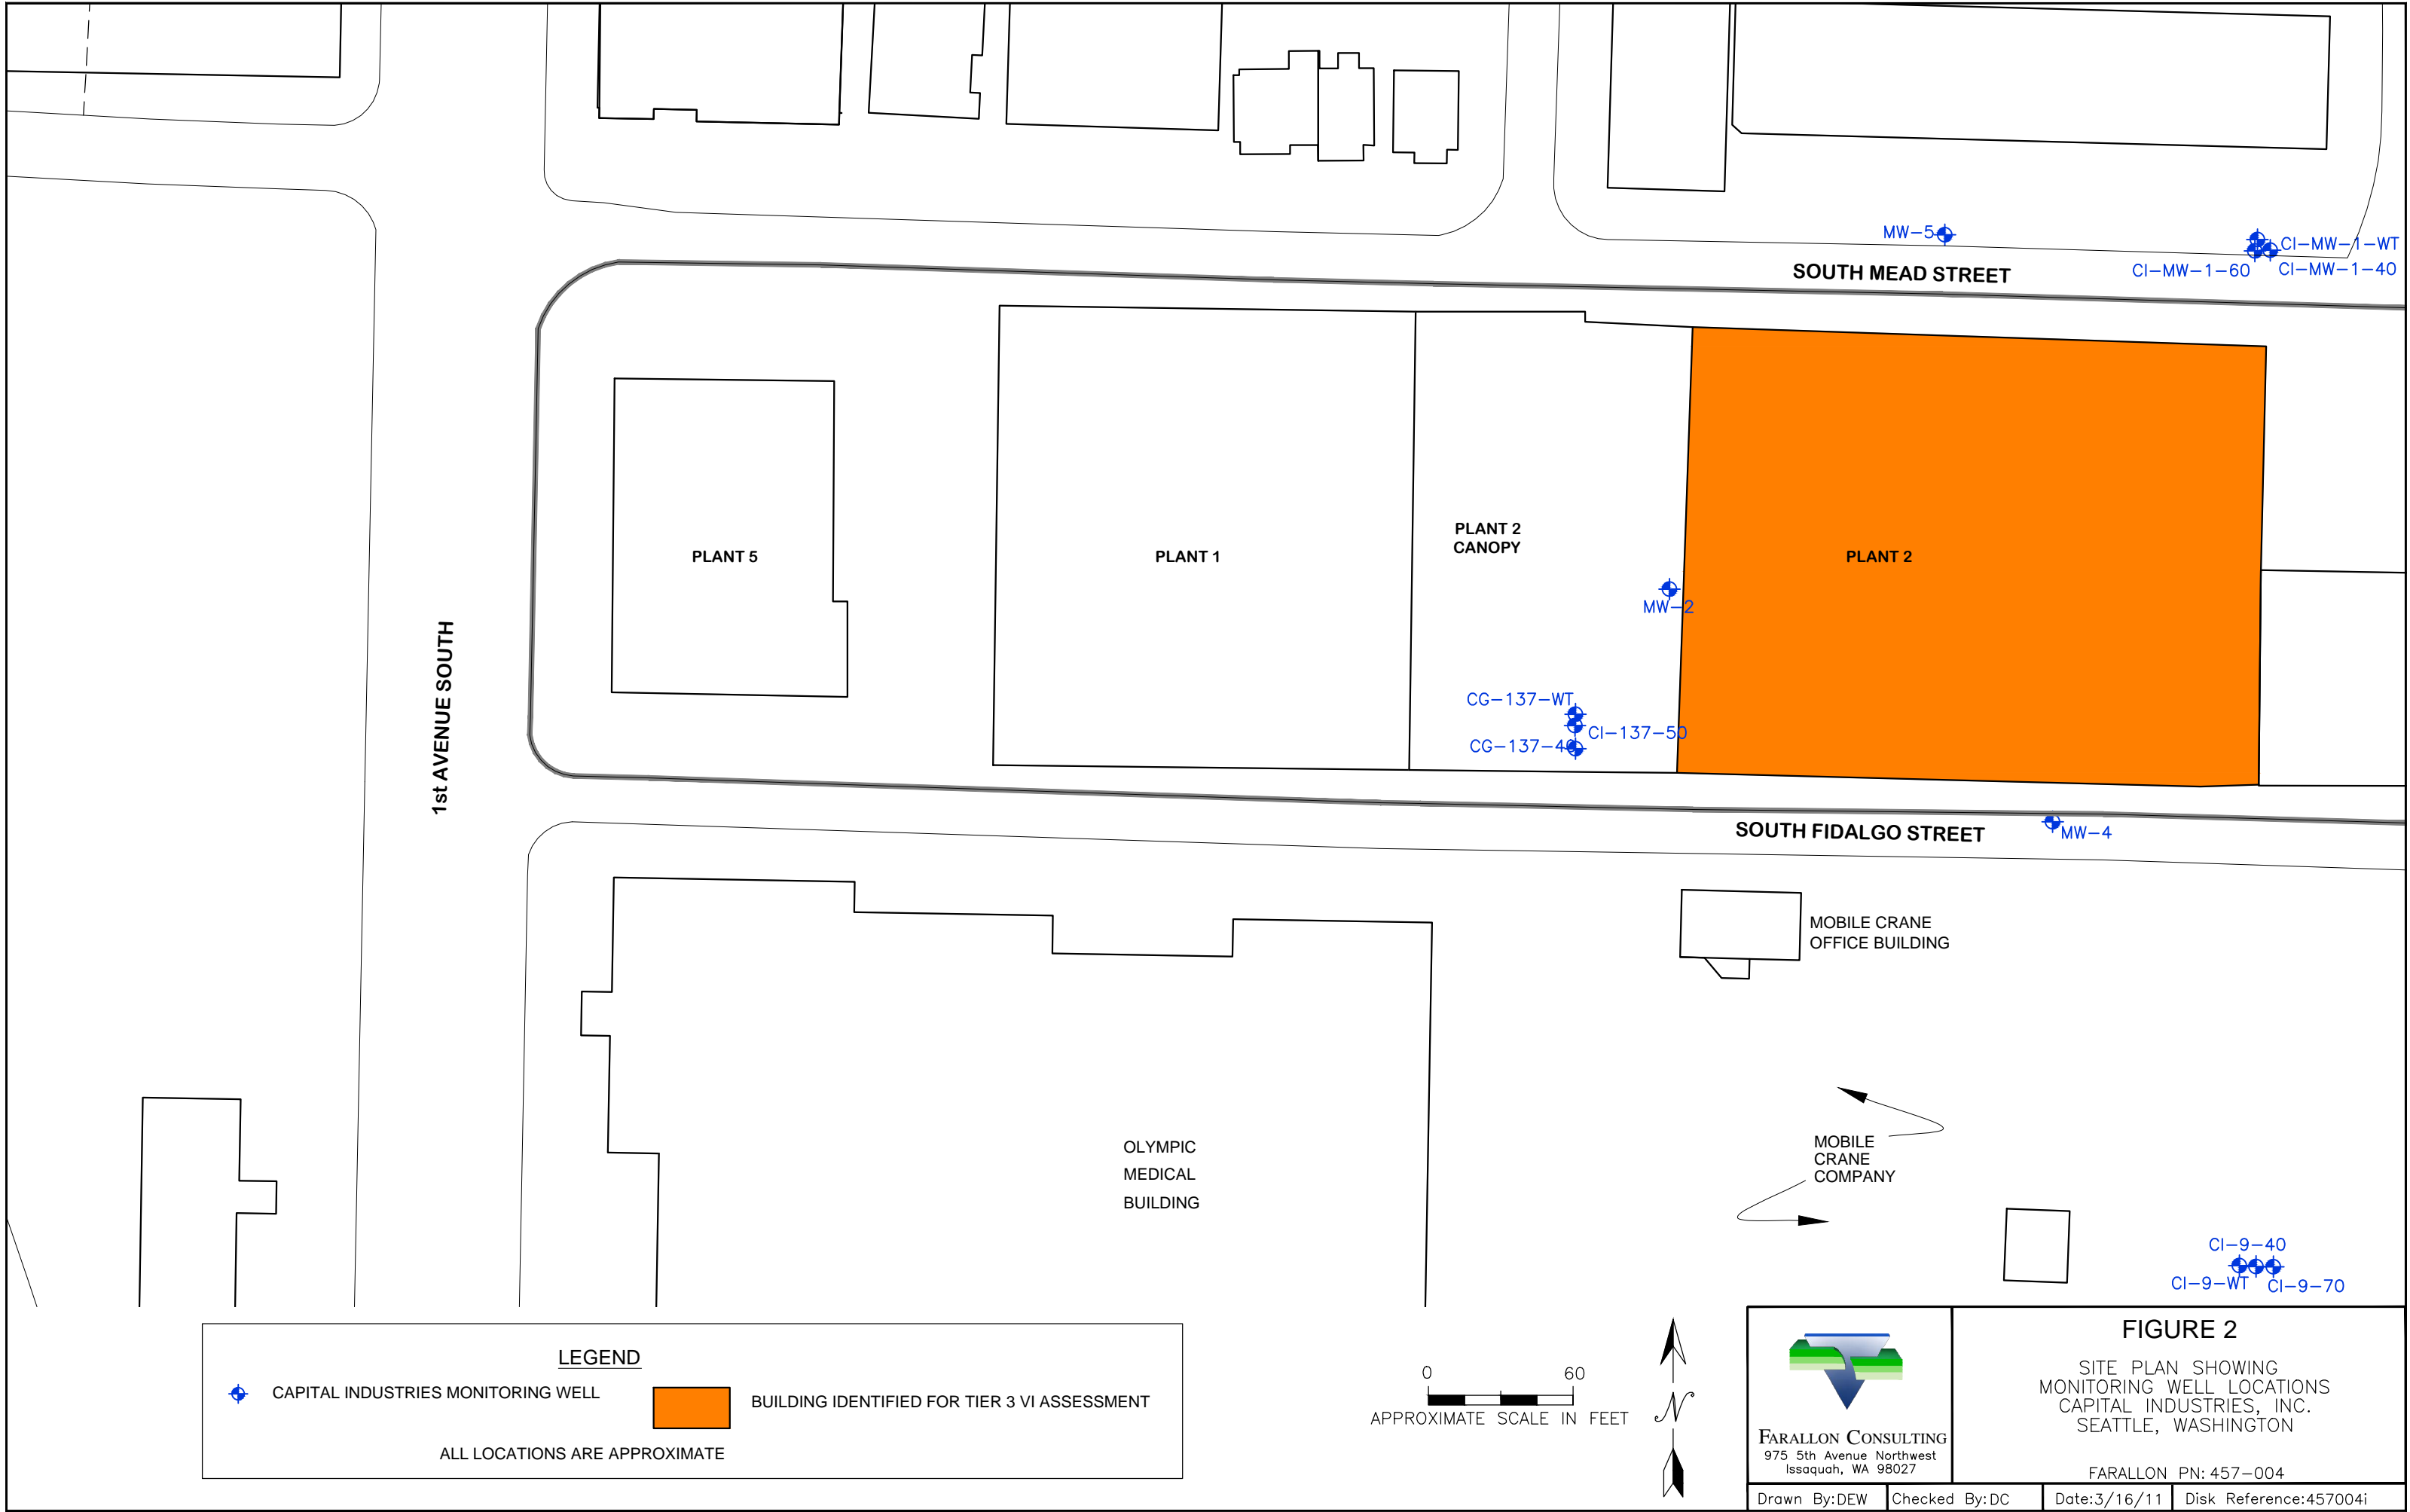 MW-5
CI-MW-1-WT
CI-MW-1-60
CI-MW-1-40
SOUTH MEAD STREET
PLANT 5
PLANT 1
PLANT 2
CANOPY
PLANT 2
MW-2
1st AVENUE SOUTH
CG-137-WT
CI-137-50
CG-137-40
SOUTH FIDALGO STREET
MW-4
MOBILE CRANE
OFFICE BUILDING
OLYMPIC
MEDICAL
BUILDING
MOBILE
CRANE
COMPANY
CI-9-40
CI-9-WT
CI-9-70
LEGEND
CAPITAL INDUSTRIES MONITORING WELL
BUILDING IDENTIFIED FOR TIER 3 VI ASSESSMENT
ALL LOCATIONS ARE APPROXIMATE
0 60
APPROXIMATE SCALE IN FEET
N
FARALLON CONSULTING
975 5th Avenue Northwest
Issaquah, WA 98027
FIGURE 2
SITE PLAN SHOWING
MONITORING WELL LOCATIONS
CAPITAL INDUSTRIES, INC.
SEATTLE, WASHINGTON
FARALLON PN: 457-004
Drawn By:DEW
Checked By:DC
Date:3/16/11
Disk Reference:457004i